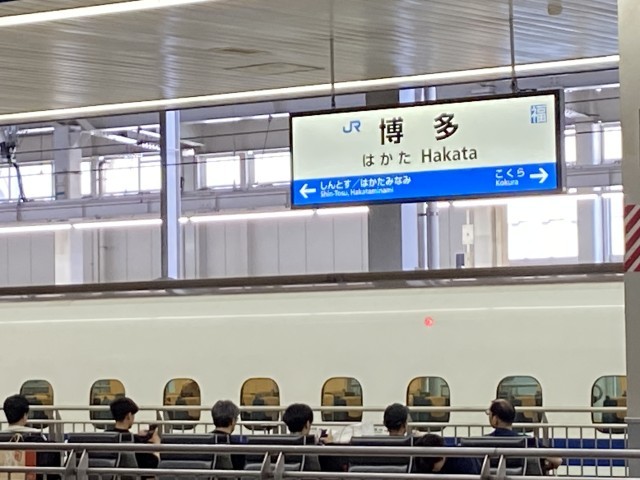 JR 博多
はかた Hakata
← しんとす/はかたみなみ こくら →
Shin-Tosu, Hakataminami Kokura